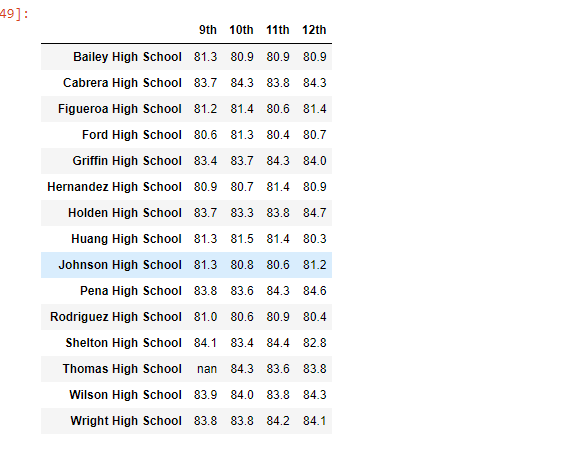 49]:
9th 10th 11th 12th
Bailey High School 81.3 80.9 80.9 80.9
Cabrera High School 83.7 84.3 83.8 84.3
Figueroa High School 81.2 81.4 80.6 81.4
Ford High School 80.6 81.3 80.4 80.7
Griffin High School 83.4 83.7 84.3 84.0
Hernandez High School 80.9 80.7 81.4 80.9
Holden High School 83.7 83.3 83.8 84.7
Huang High School 81.3 81.5 81.4 80.3
Johnson High School 81.3 80.8 80.6 81.2
Pena High School 83.8 83.6 84.3 84.6
Rodriguez High School 81.0 80.6 80.9 80.4
Shelton High School 84.1 83.4 84.4 82.8
Thomas High School nan 84.3 83.6 83.8
Wilson High School 83.9 84.0 83.8 84.3
Wright High School 83.8 83.8 84.2 84.1